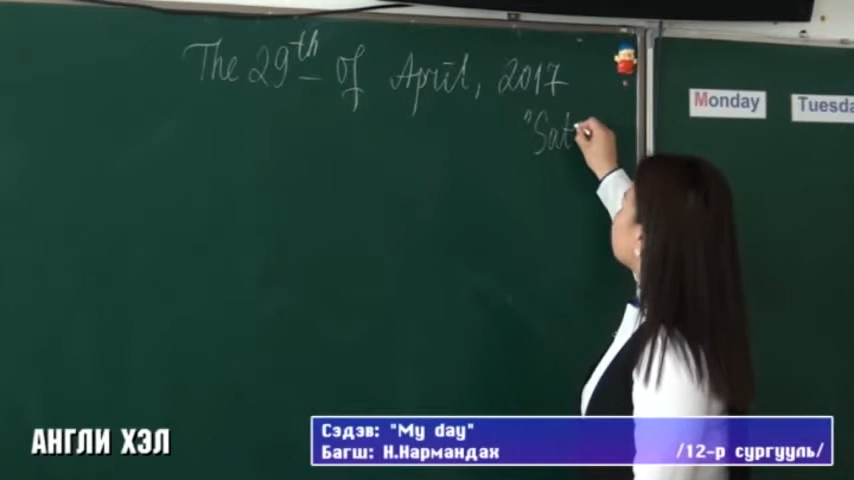 The 29th of April, 2017
"Sat
Monday
Tuesda
АНГЛИ ХЭЛ
Сэдэв: "My day"
Багш: Н.Нармандах
/12-р сургууль/